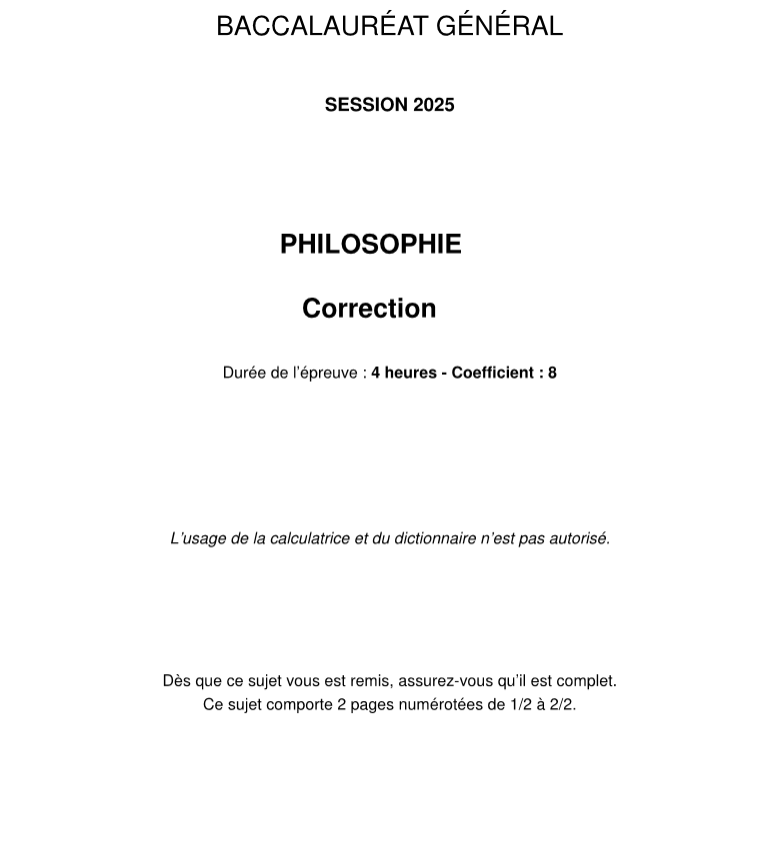 BACCALAURÉAT GÉNÉRAL
SESSION 2025
PHILOSOPHIE
Correction
Durée de l'épreuve : 4 heures - Coefficient : 8
L'usage de la calculatrice et du dictionnaire n'est pas autorisé.
Dès que ce sujet vous est remis, assurez-vous qu'il est complet.
Ce sujet comporte 2 pages numérotées de 1/2 à 2/2.